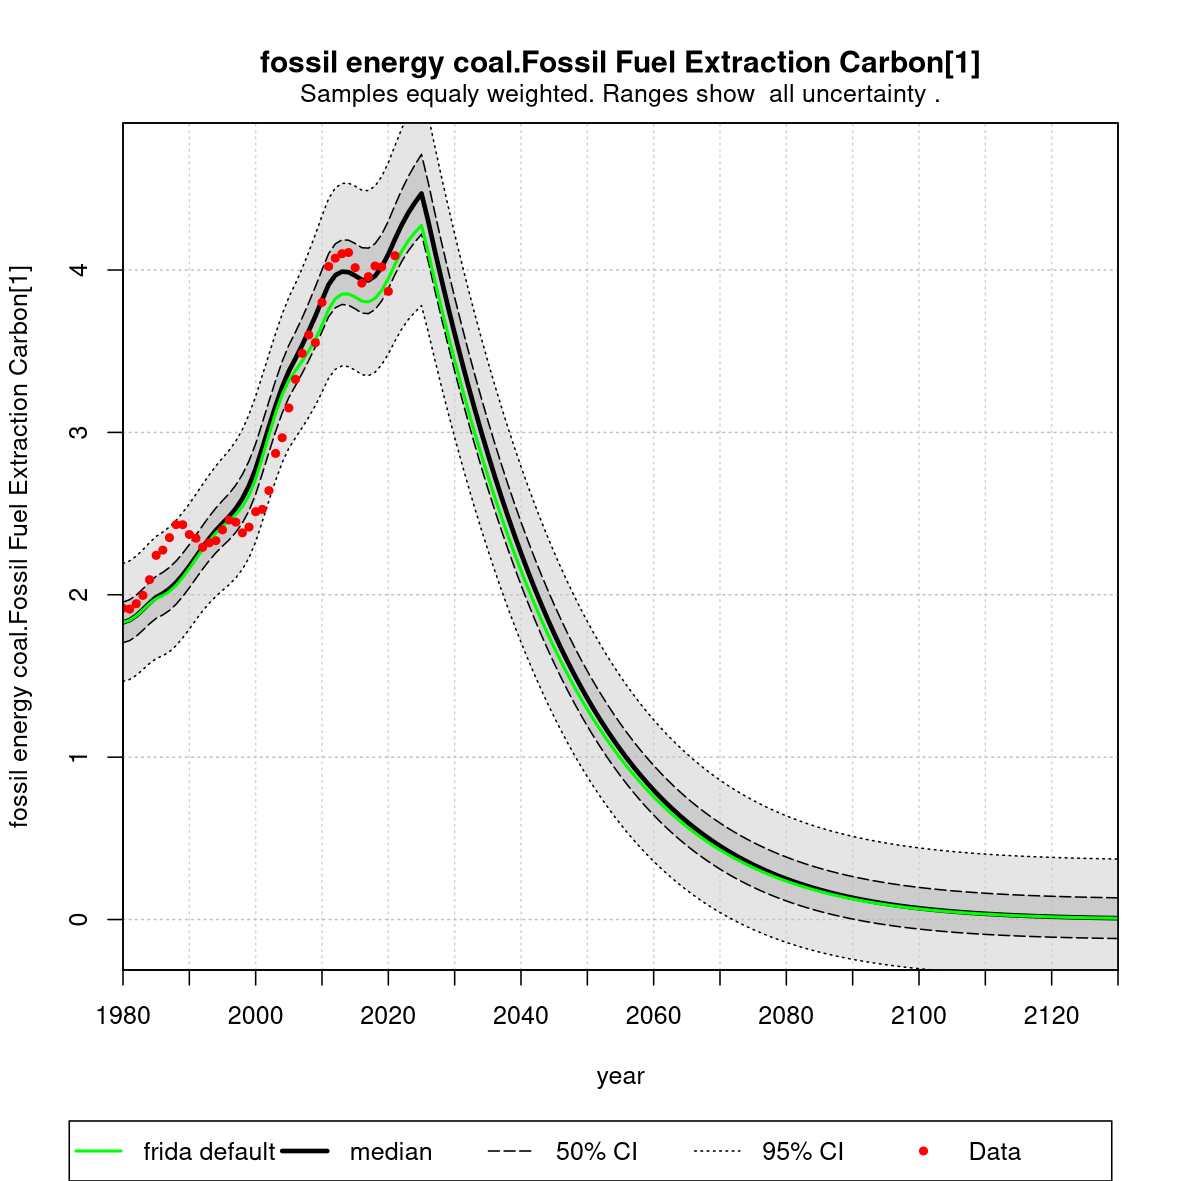 fossil energy coal.Fossil Fuel Extraction Carbon[1]
Samples equaly weighted. Ranges show  all uncertainty .
fossil energy coal.Fossil Fuel Extraction Carbon[1]
4
3
2
1
0
1980 2000 2020 2040 2060 2080 2100 2120
year
frida default median 50% CI 95% CI Data